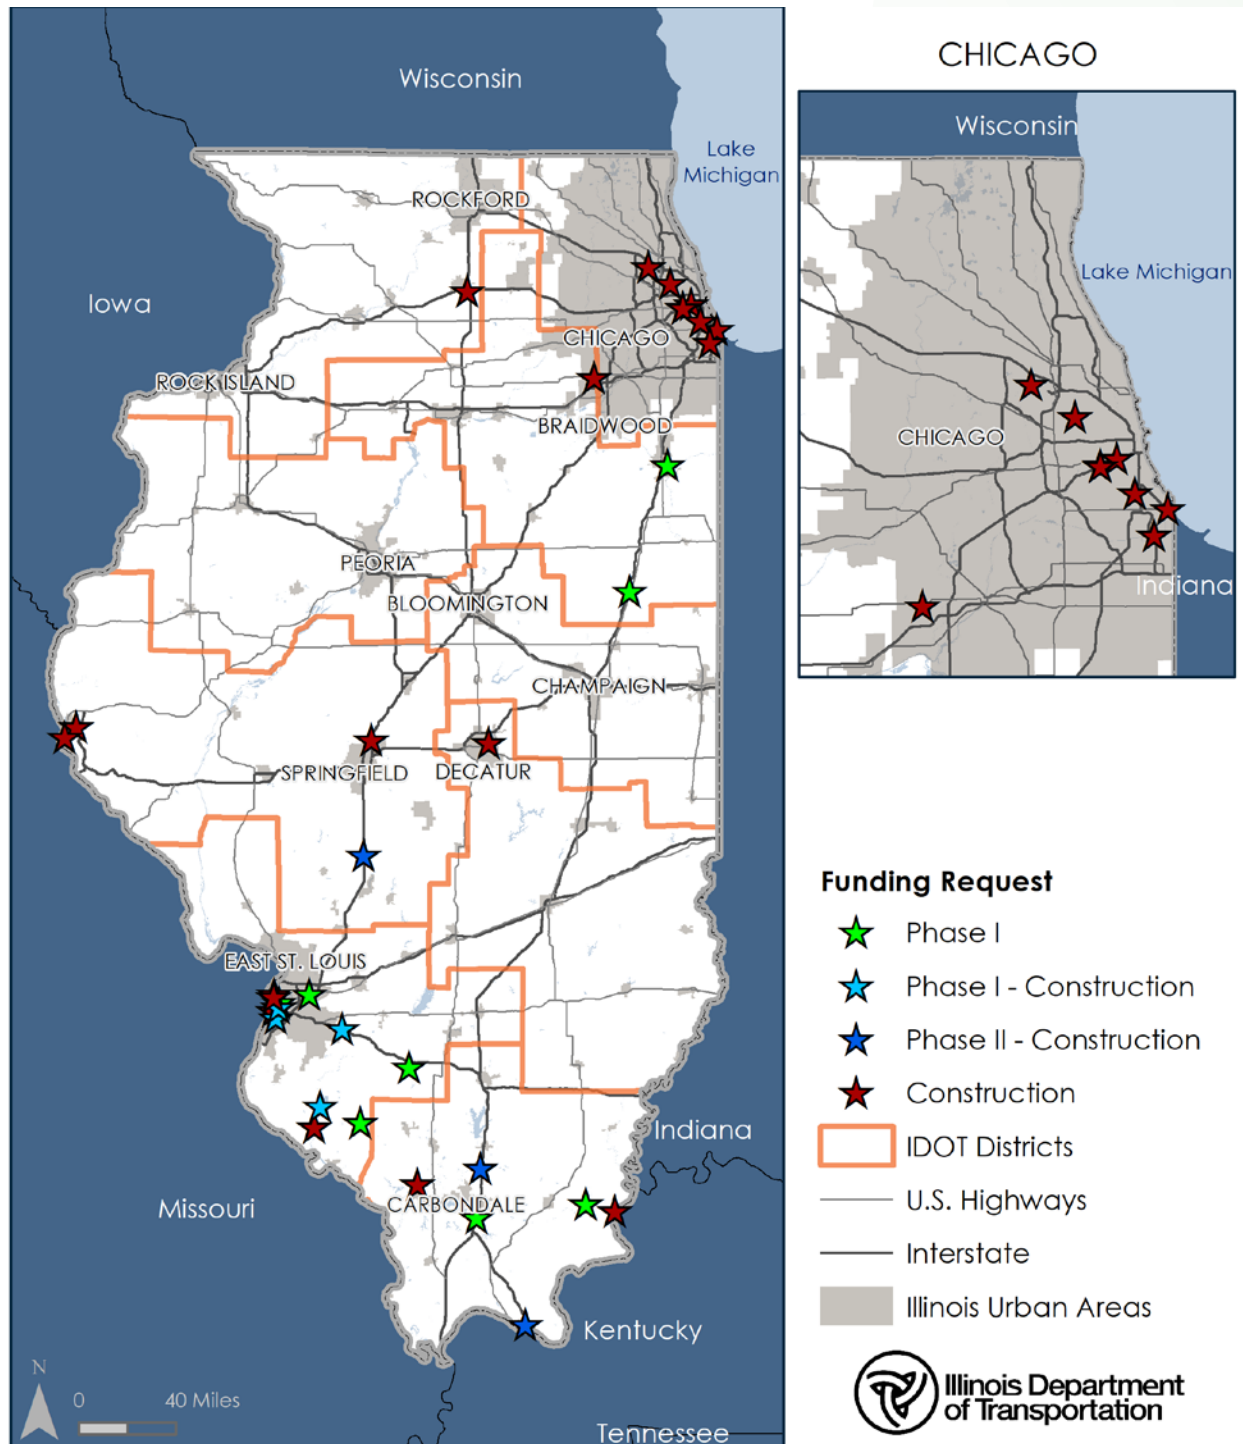 Wisconsin
Lake
Michigan
ROCKFORD
Iowa
CHICAGO
ROCK ISLAND
BRAIDWOOD
PEORIA
BLOOMINGTON
CHAMPAIGN
SPRINGFIELD
DECATUR
EAST ST. LOUIS
Indiana
Missouri
CARBONDALE
Kentucky
N
0 40 Miles
Tennessee
CHICAGO
Wisconsin
Lake Michigan
CHICAGO
Indiana
Funding Request
Phase I
Phase I - Construction
Phase II - Construction
Construction
IDOT Districts
U.S. Highways
Interstate
Illinois Urban Areas
Illinois Department
of Transportation